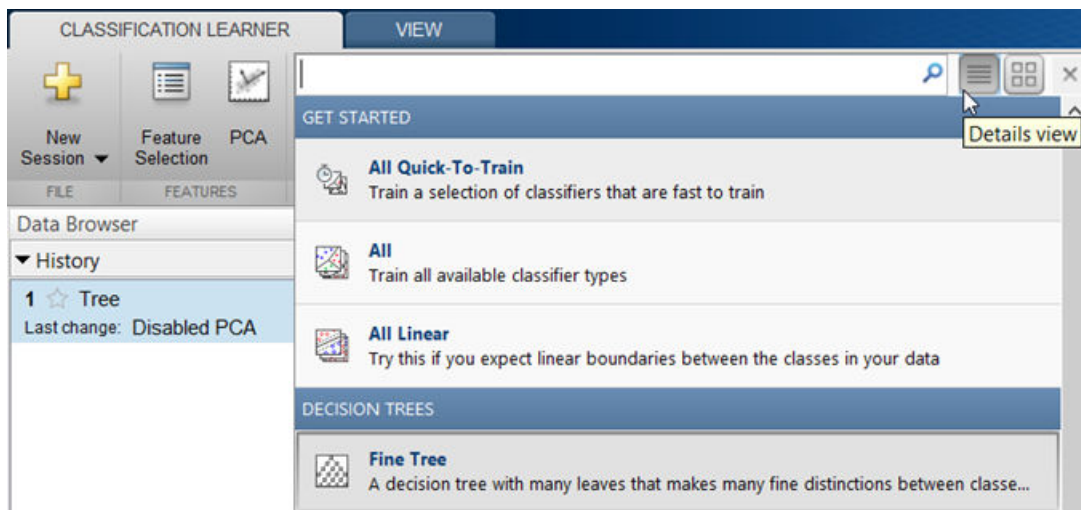 CLASSIFICATION LEARNER
VIEW
New
Session
Feature
Selection
PCA
FILE
FEATURES
Data Browser
History
1 Tree
Last change: Disabled PCA
Details view
GET STARTED
All Quick-To-Train
Train a selection of classifiers that are fast to train
All
Train all available classifier types
All Linear
Try this if you expect linear boundaries between the classes in your data
DECISION TREES
Fine Tree
A decision tree with many leaves that makes many fine distinctions between classe...